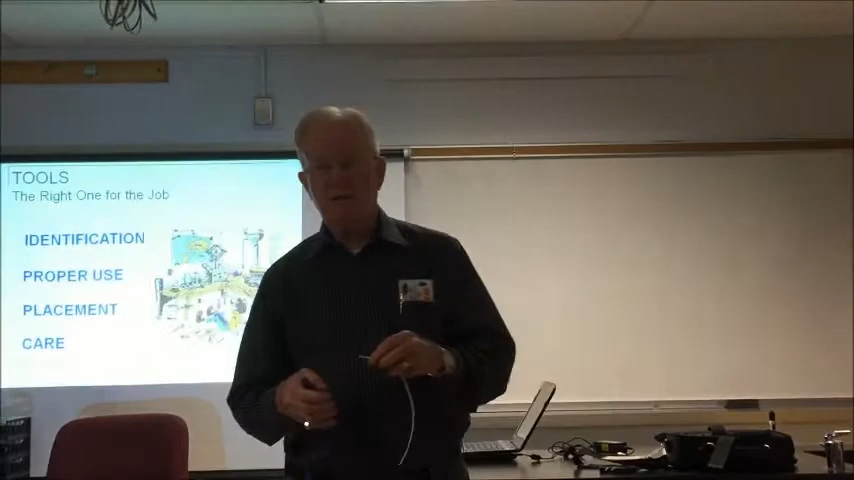 TOOLS
The Right One for the Job
IDENTIFICATION
PROPER USE
PLACEMENT
CARE